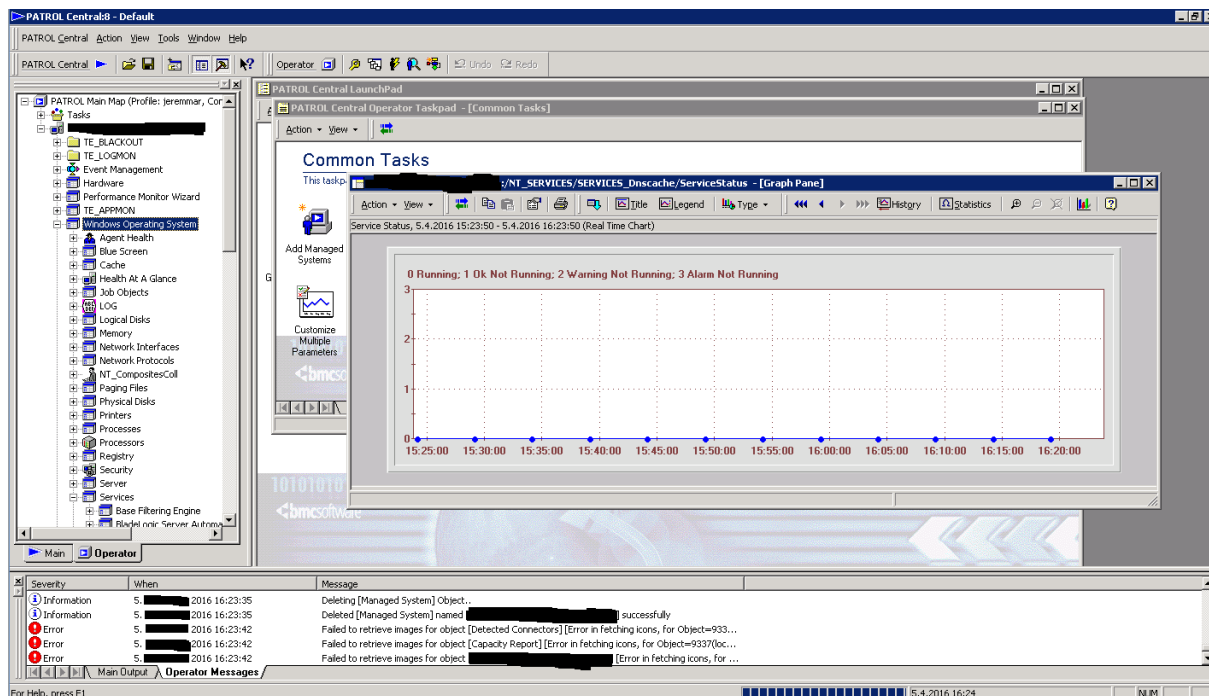 PATROL Central:8 - Default
PATROL Central Action View Tools Window Help
PATROL Central Operator Undo Redo
PATROL Main Map (Profile: jeremmar, Cor
Tasks
TE_BLACKOUT
TE_LOGMON
Event Management
Hardware
Performance Monitor Wizard
TE_APPMON
Windows Operating System
Agent Health
Blue Screen
Cache
Health At A Glance
Job Objects
LOG
Logical Disks
Memory
Network Interfaces
Network Protocols
NT_CompositesColl
Paging Files
Physical Disks
Printers
Processes
Processors
Registry
Security
Server
Services
Base Filtering Engine
BladeLogic Server Automa
Main Operator
PATROL Central LaunchPad
PATROL Central Operator Taskpad - [Common Tasks]
Action View
Common Tasks
This taskp
Add Managed
Systems
Customize
Multiple
Parameters
bmcso
:/NT_SERVICES/SERVICES_Dnscache/ServiceStatus - [Graph Pane]
Action View Title Legend Type History Statistics
Service Status, 5.4.2016 15:23:50 - 5.4.2016 16:23:50 (Real Time Chart)
0 Running; 1 Ok Not Running; 2 Warning Not Running; 3 Alarm Not Running
3
2
1
0
15:25:00 15:30:00 15:35:00 15:40:00 15:45:00 15:50:00 15:55:00 16:00:00 16:05:00 16:10:00 16:15:00 16:20:00
10101010
bmcsoftware
Severity When Message
Information 5. 2016 16:23:35 Deleting [Managed System] Object..
Information 5. 2016 16:23:35 Deleted [Managed System] named [ ] successfully
Error 5. 2016 16:23:42 Failed to retrieve images for object [Detected Connectors] [Error in fetching icons, for Object=933...
Error 5. 2016 16:23:42 Failed to retrieve images for object [Capacity Report] [Error in fetching icons, for Object=9337(loc...
Error 5. 2016 16:23:42 Failed to retrieve images for object [Error in fetching icons, for ...
Main Output Operator Messages
For Help, press F1 5.4.2016 16:24 NUM